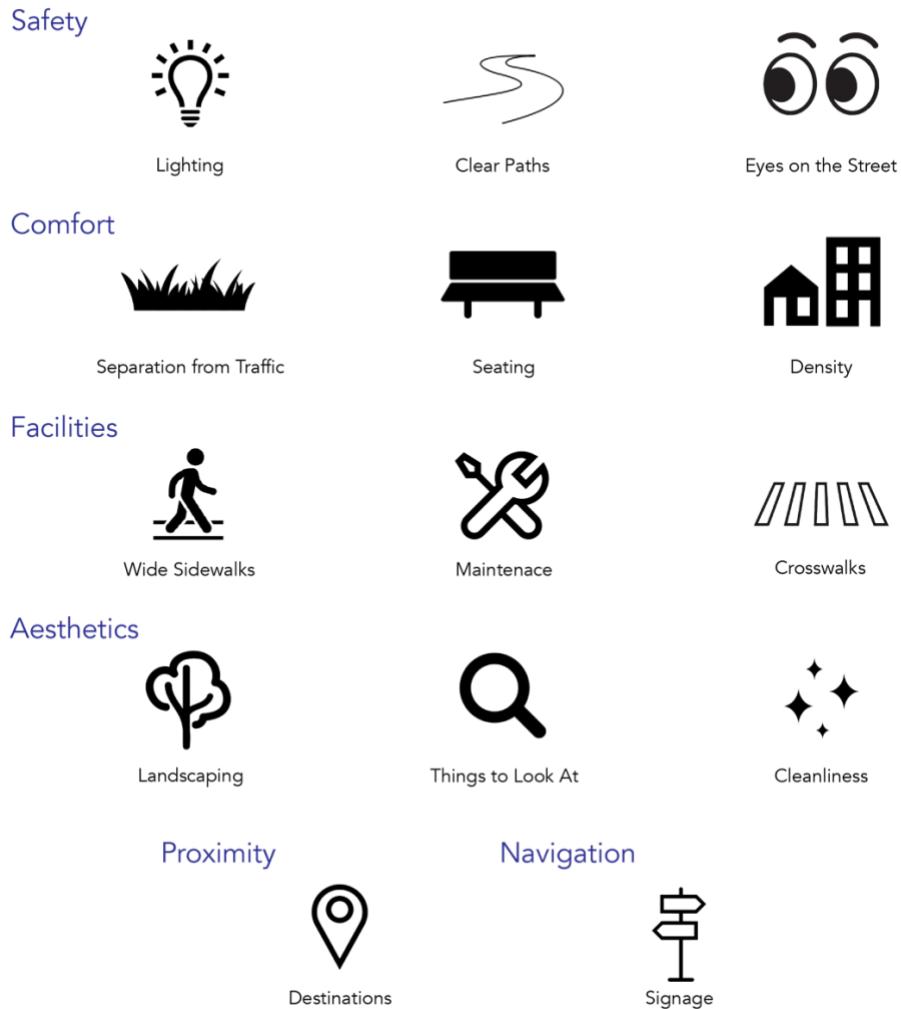 Safety
Lighting
Clear Paths
Eyes on the Street
Comfort
Separation from Traffic
Seating
Density
Facilities
Wide Sidewalks
Maintenace
Crosswalks
Aesthetics
Landscaping
Things to Look At
Cleanliness
Proximity
Navigation
Destinations
Signage